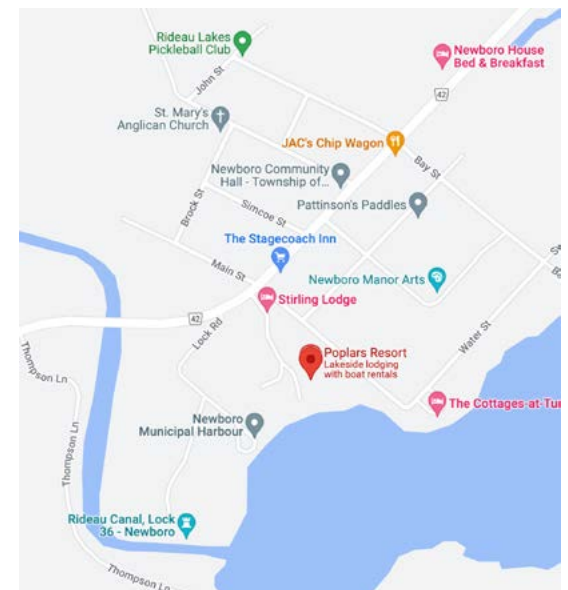 Rideau Lakes
Pickleball Club
Newboro House
Bed & Breakfast
42
John St
St. Mary's
Anglican Church
JAC's Chip Wagon
Bay St
Newboro Community
Hall - Township of...
Brock St
Simcoe St
Pattinson's Paddles
The Stagecoach Inn
Main St
Newboro Manor Arts
Stirling Lodge
42
Lock Rd
Water St
Thompson Ln
Thompson Ln
Poplars Resort
Lakeside lodging
with boat rentals
The Cottages-at-Tur
Newboro
Municipal Harbour
Rideau Canal, Lock
36 - Newboro
Thompson Ln